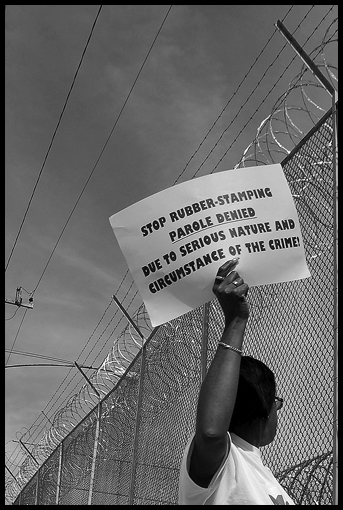 STOP RUBBER-STAMPING
PAROLE DENIED
DUE TO SERIOUS NATURE AND
CIRCUMSTANCE OF THE CRIME!